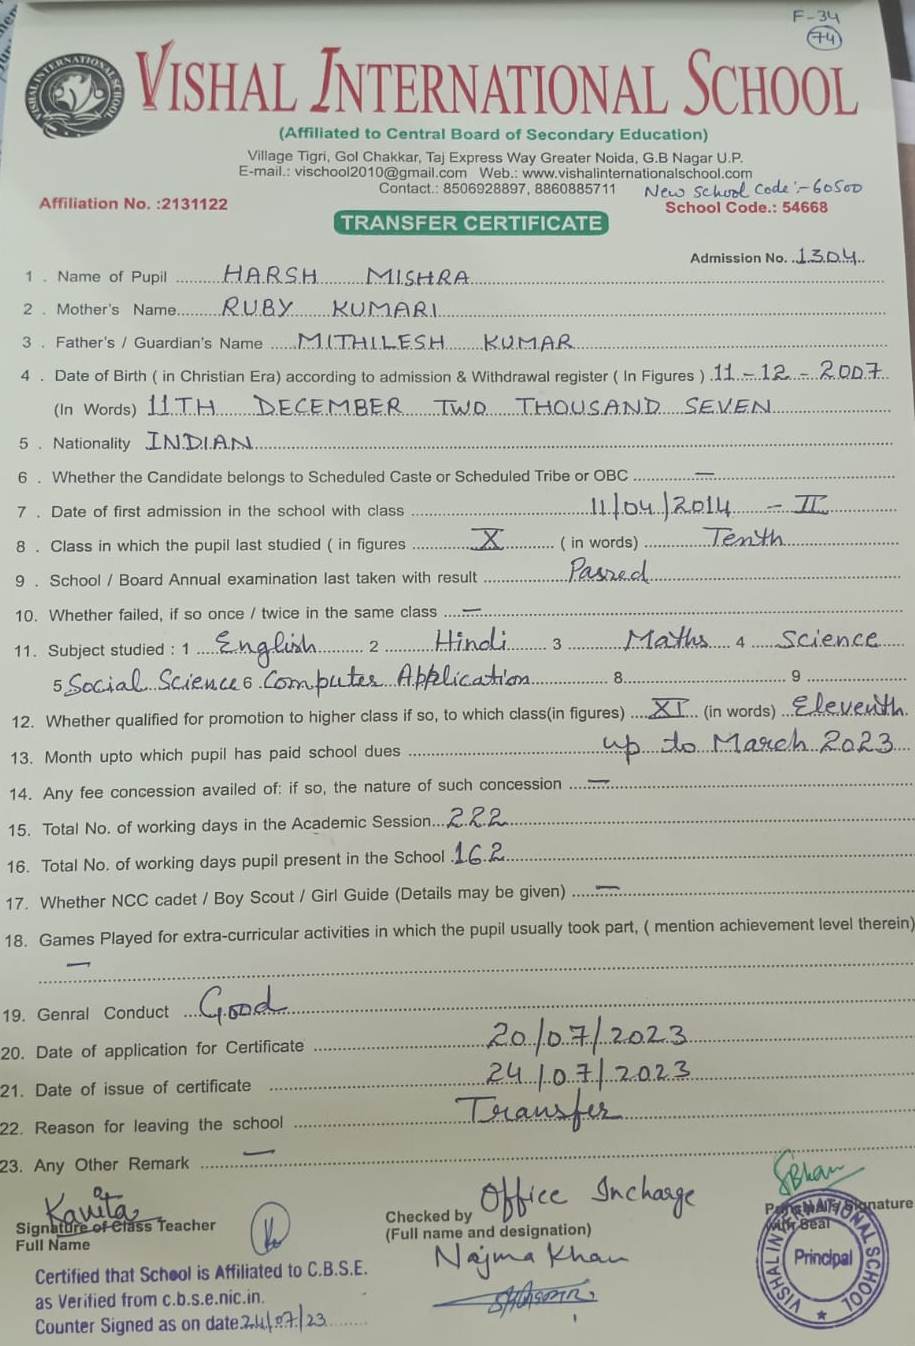 F-34
74
VISHAL INTERNATIONAL SCHOOL
VISHAL INTERNATIONAL SCHOOL
(Affiliated to Central Board of Secondary Education)
Village Tigri, Gol Chakkar, Taj Express Way Greater Noida, G.B Nagar U.P.
E-mail.: vischool2010@gmail.com Web.: www.vishalinternationalschool.com
Contact.: 8506928897, 8860885711 New School Code :- 60500
Affiliation No. :2131122 School Code.: 54668
TRANSFER CERTIFICATE
Admission No. 1304
1 . Name of Pupil HARSH MISHRA
2 . Mother's Name RUBY KUMARI
3 . Father's / Guardian's Name MITHILESH KUMAR
4 . Date of Birth ( in Christian Era) according to admission & Withdrawal register ( In Figures ) 11 - 12 - 2007
(In Words) 11TH DECEMBER TWO THOUSAND SEVEN
5 . Nationality INDIAN
6 . Whether the Candidate belongs to Scheduled Caste or Scheduled Tribe or OBC —
7 . Date of first admission in the school with class 11/04/2014 - II
8 . Class in which the pupil last studied ( in figures X ( in words) Tenth
9 . School / Board Annual examination last taken with result Passed
10. Whether failed, if so once / twice in the same class —
11. Subject studied : 1 English 2 Hindi 3 Maths 4 Science
5 Social Science 6 Computer Application 8 9
12. Whether qualified for promotion to higher class if so, to which class(in figures) XI (in words) Eleventh.
13. Month upto which pupil has paid school dues up to March 2023
14. Any fee concession availed of: if so, the nature of such concession —
15. Total No. of working days in the Academic Session 222
16. Total No. of working days pupil present in the School 162
17. Whether NCC cadet / Boy Scout / Girl Guide (Details may be given) —
18. Games Played for extra-curricular activities in which the pupil usually took part, ( mention achievement level therein)
—
19. Genral Conduct Good
20. Date of application for Certificate 20/07/2023
21. Date of issue of certificate 24/07/2023
22. Reason for leaving the school Transfer
23. Any Other Remark —
Kavita
Signature of Class Teacher
Full Name
Checked by Office Incharge
(Full name and designation)
Najma Khan
Signature
with Seal
VISHAL INTERNATIONAL SCHOOL
Principal
Certified that School is Affiliated to C.B.S.E.
as Verified from c.b.s.e.nic.in.
Counter Signed as on date 24/07/23